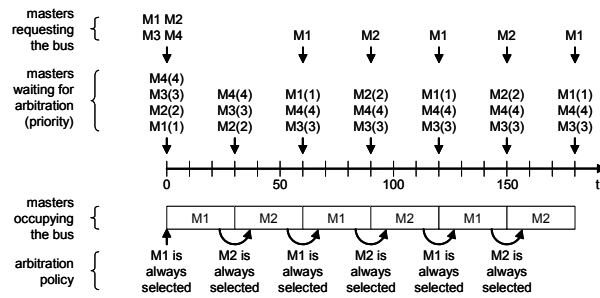 masters
requesting
the bus
M1 M2
M3 M4
M1
M2
M1
M2
M1
masters
waiting for
arbitration
(priority)
M4(4)
M3(3)
M2(2)
M1(1)
M4(4)
M3(3)
M2(2)
M1(1)
M4(4)
M3(3)
M2(2)
M4(4)
M3(3)
M1(1)
M4(4)
M3(3)
M2(2)
M4(4)
M3(3)
M1(1)
M4(4)
M3(3)
0
50
100
150
t
masters
occupying
the bus
M1
M2
M1
M2
M1
M2
arbitration
policy
M1 is
always
selected
M2 is
always
selected
M1 is
always
selected
M2 is
always
selected
M1 is
always
selected
M2 is
always
selected